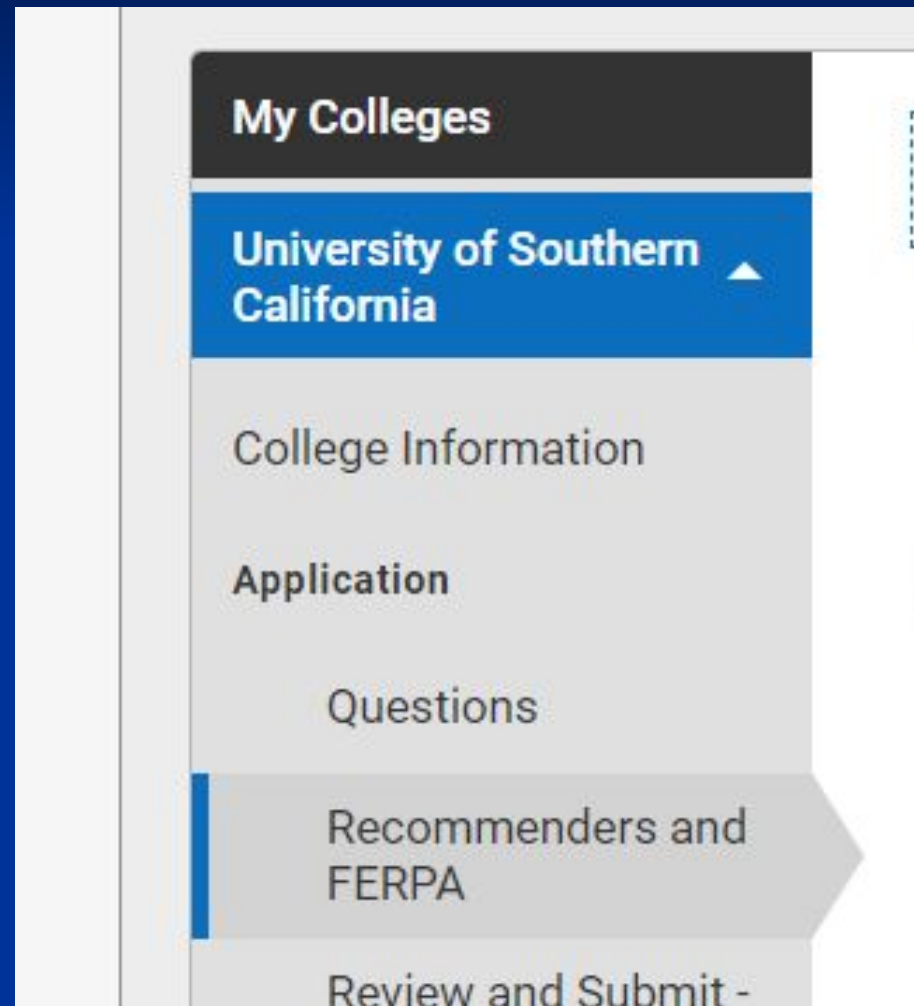 My Colleges
University of Southern
California
College Information
Application
Questions
Recommenders and
FERPA
Review and Submit -